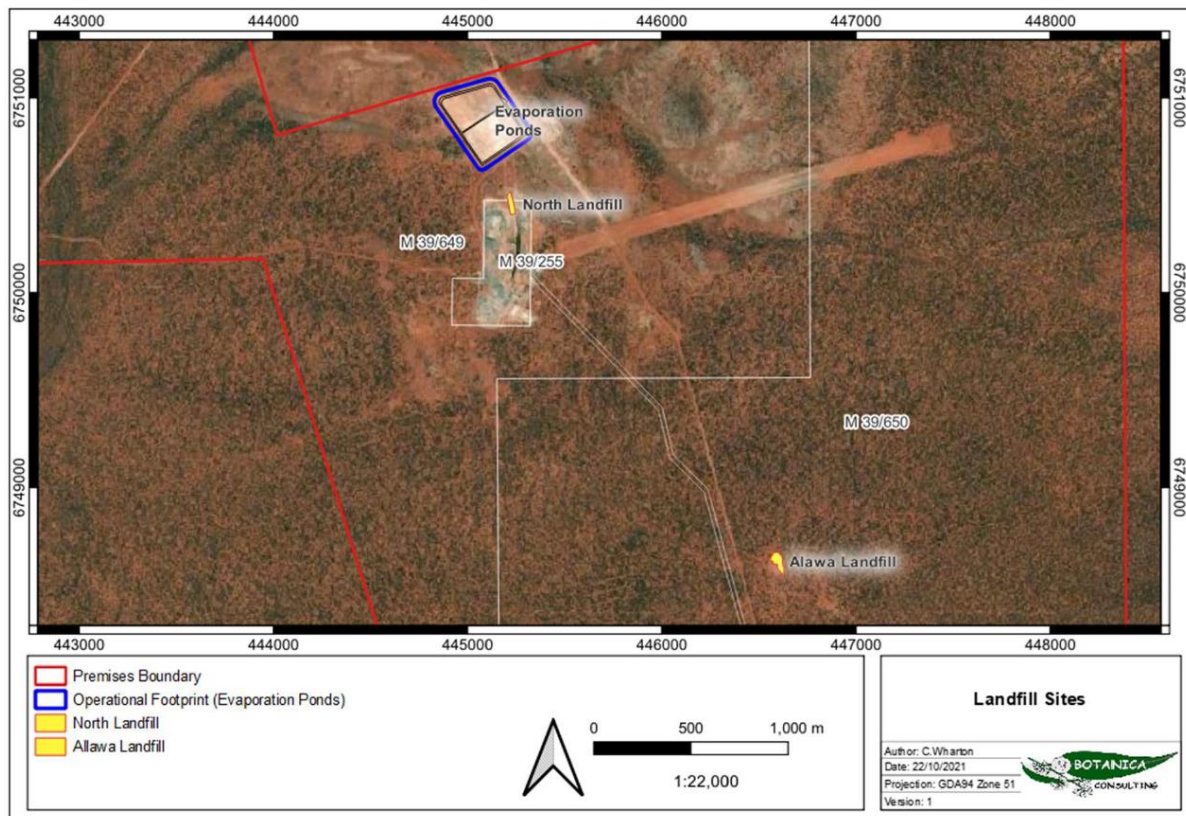 443000 444000 445000 446000 447000 448000
6751000 6751000
Evaporation
Ponds
North Landfill
M 39/649
M 39/255
6750000 6750000
M 39/650
6749000 6749000
Alawa Landfill
443000 444000 445000 446000 447000 448000
Premises Boundary
Operational Footprint (Evaporation Ponds)
North Landfill
Allawa Landfill
0 500 1,000 m
1:22,000
Landfill Sites
Author: C.Wharton
Date: 22/10/2021
Projection: GDA94 Zone 51
Version: 1
BOTANICA
CONSULTING